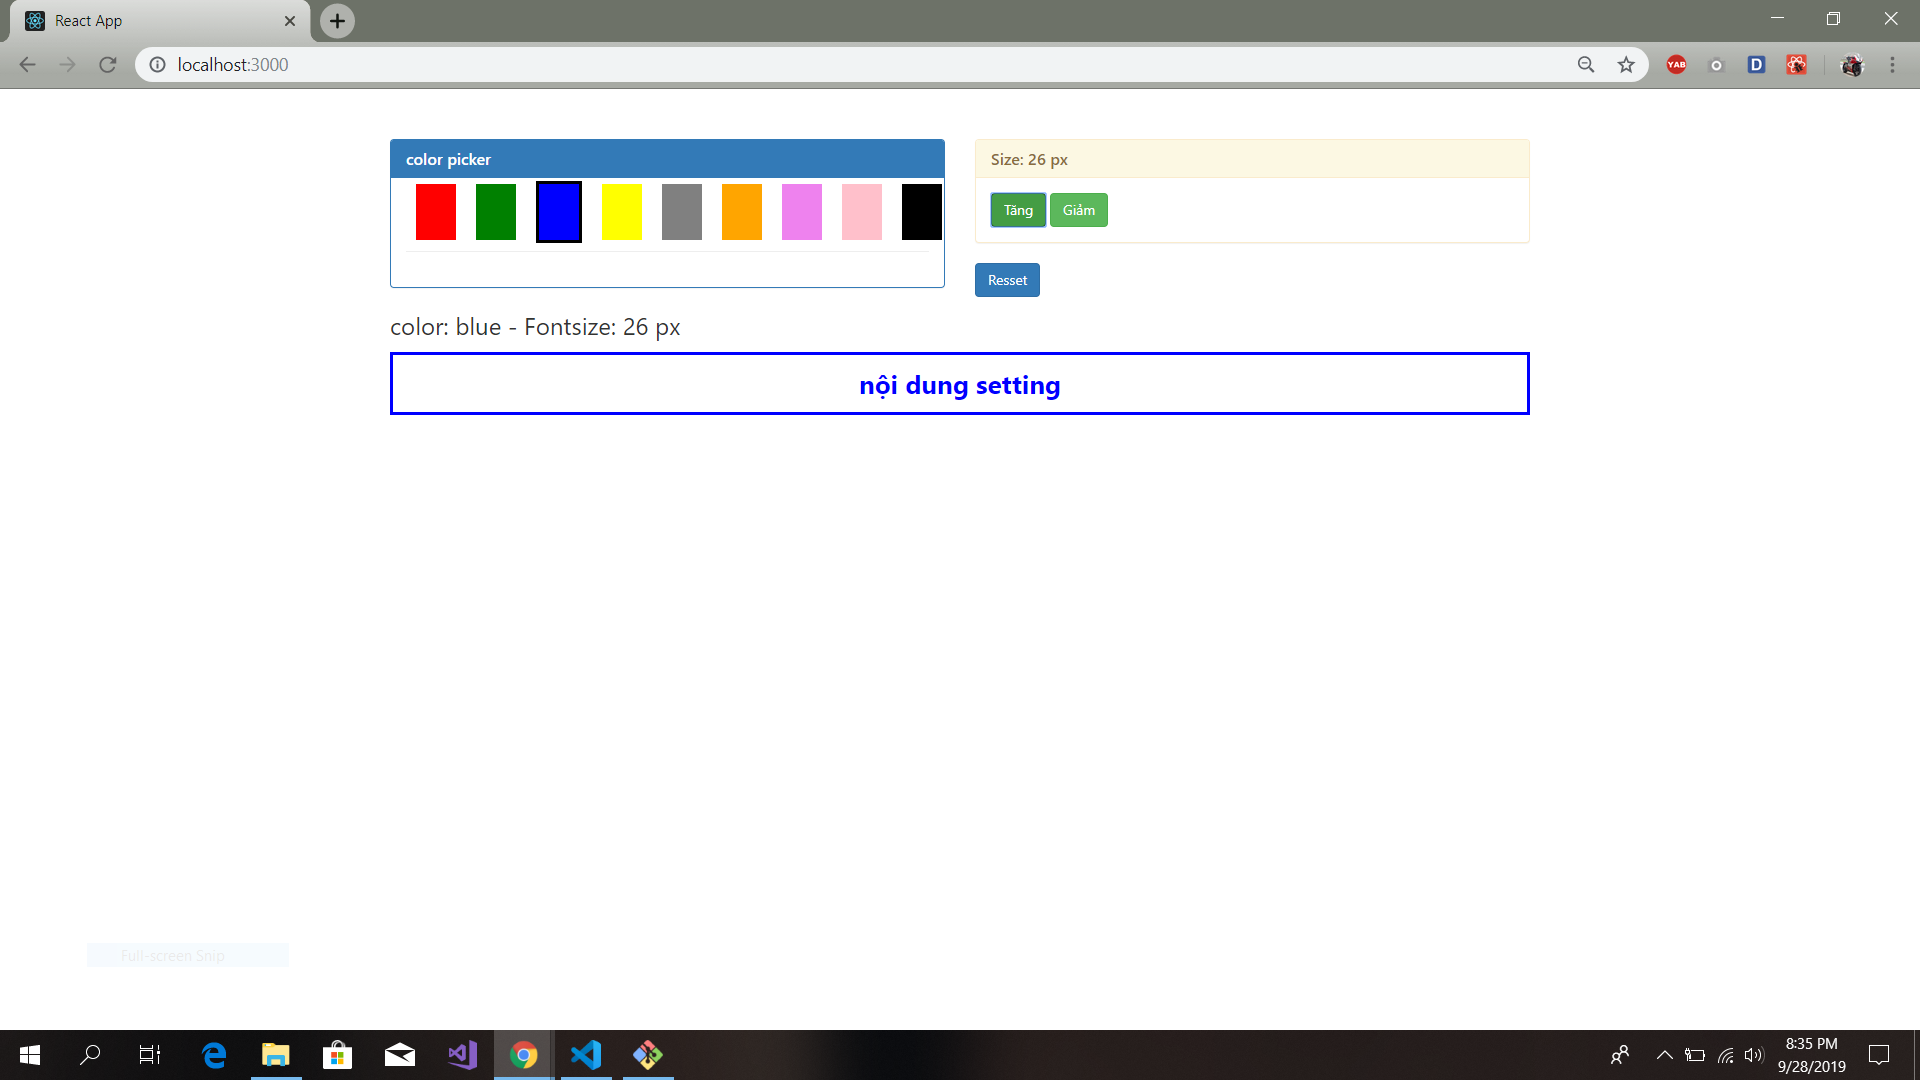 React App
localhost:3000
YAB
D
color picker
Size: 26 px
Tăng Giảm
Resset
color: blue - Fontsize: 26 px
nội dung setting
Full-screen Snip
8:35 PM
9/28/2019